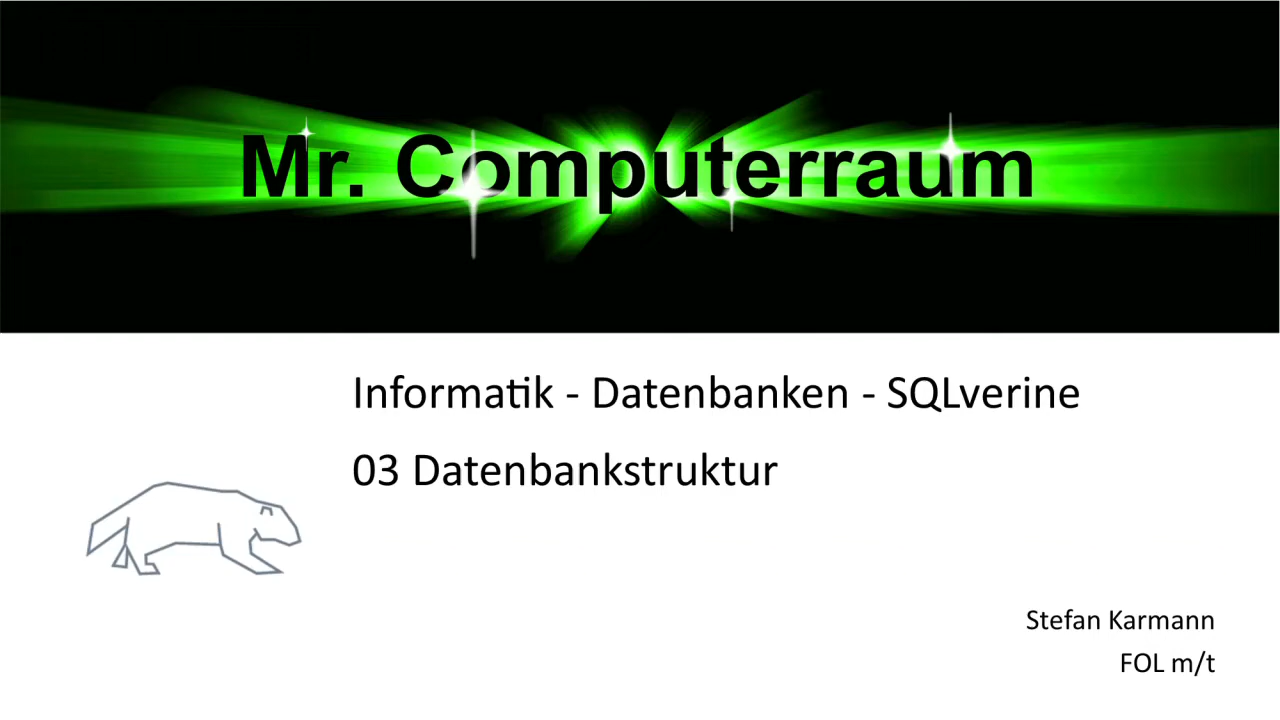 Mr. Computerraum
Informatik - Datenbanken - SQLverine
03 Datenbankstruktur
Stefan Karmann
FOL m/t